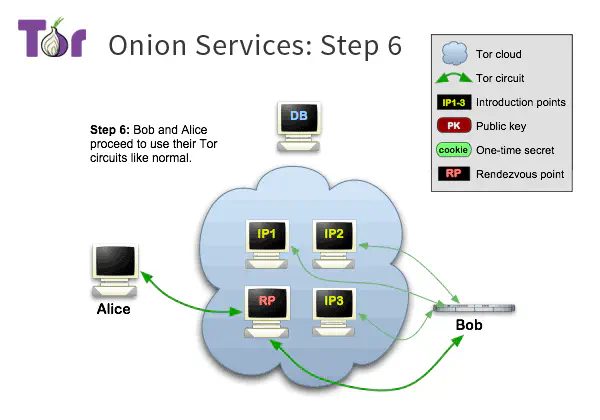 Tor
Onion Services: Step 6
Tor cloud
Tor circuit
IP1-3 Introduction points
PK Public key
cookie One-time secret
RP Rendezvous point
Step 6: Bob and Alice
proceed to use their Tor
circuits like normal.
DB
IP1 IP2
RP IP3
Alice
Bob